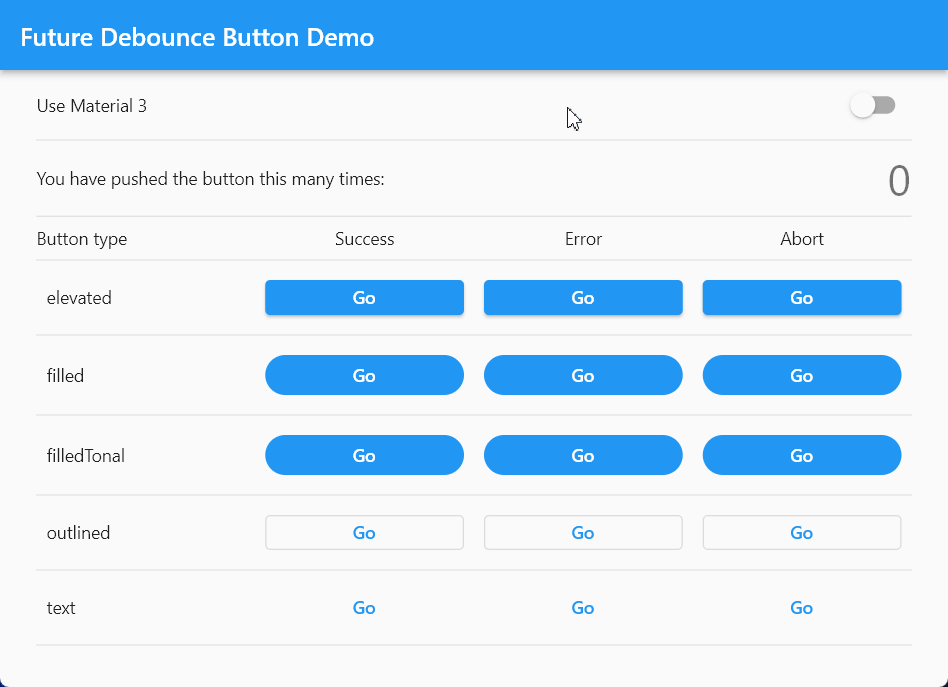 Future Debounce Button Demo
Use Material 3
You have pushed the button this many times: 0
Button type Success Error Abort
elevated Go Go Go
filled Go Go Go
filledTonal Go Go Go
outlined Go Go Go
text Go Go Go